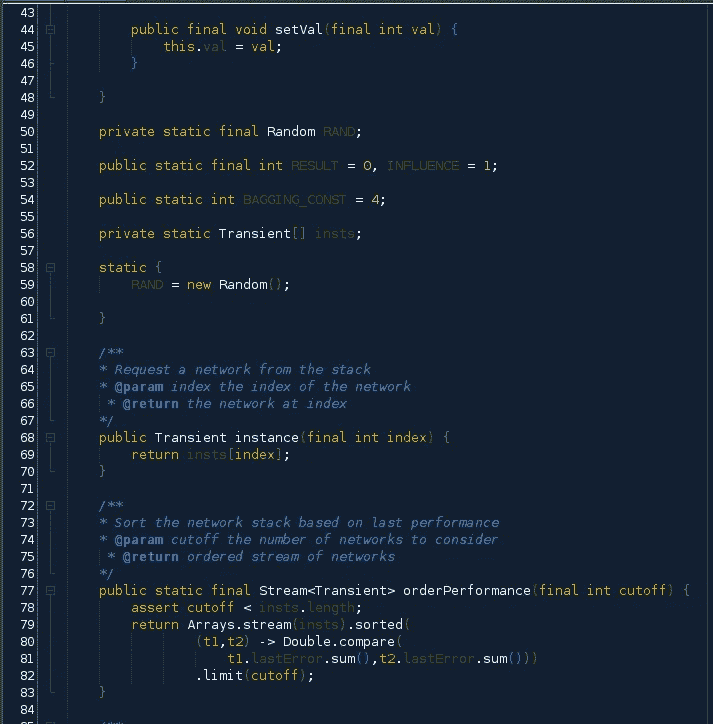 43
44 public final void setVal(final int val) {
45 this.val = val;
46 }
47
48 }
49
50 private static final Random RAND;
51
52 public static final int RESULT = 0, INFLUENCE = 1;
53
54 public static int BAGGING_CONST = 4;
55
56 private static Transient[] insts;
57
58 static {
59 RAND = new Random();
60
61 }
62
63 /**
64 * Request a network from the stack
65 * @param index the index of the network
66 * @return the network at index
67 */
68 public Transient instance(final int index) {
69 return insts[index];
70 }
71
72 /**
73 * Sort the network stack based on last performance
74 * @param cutoff the number of networks to consider
75 * @return ordered stream of networks
76 */
77 public static final Stream<Transient> orderPerformance(final int cutoff) {
78 assert cutoff < insts.length;
79 return Arrays.stream(insts).sorted(
80 (t1,t2) -> Double.compare(
81 t1.lastError.sum(),t2.lastError.sum()))
82 .limit(cutoff);
83 }
84